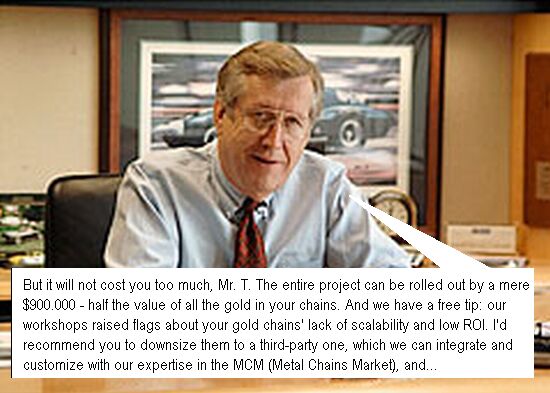 But it will not cost you too much, Mr. T. The entire project can be rolled out by a mere
$900.000 - half the value of all the gold in your chains. And we have a free tip: our
workshops raised flags about your gold chains' lack of scalability and low ROI. I'd
recommend you to downsize them to a third-party one, which we can integrate and
customize with our expertise in the MCM (Metal Chains Market), and...